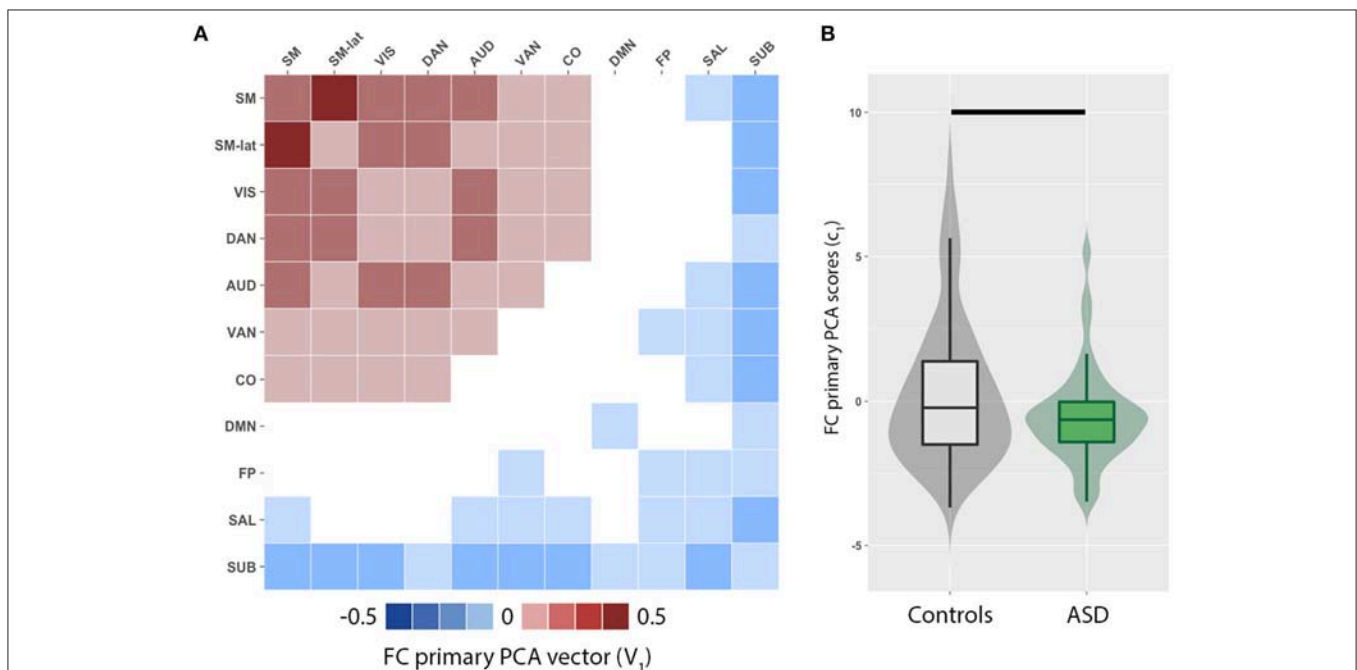 A
SM SM-lat VIS DAN AUD VAN CO DMN FP SAL SUB
SM
SM-lat
VIS
DAN
AUD
VAN
CO
DMN
FP
SAL
SUB
-0.5 0 0.5
FC primary PCA vector (V₁)
B
10
5
0
-5
FC primary PCA scores (c₁)
Controls ASD